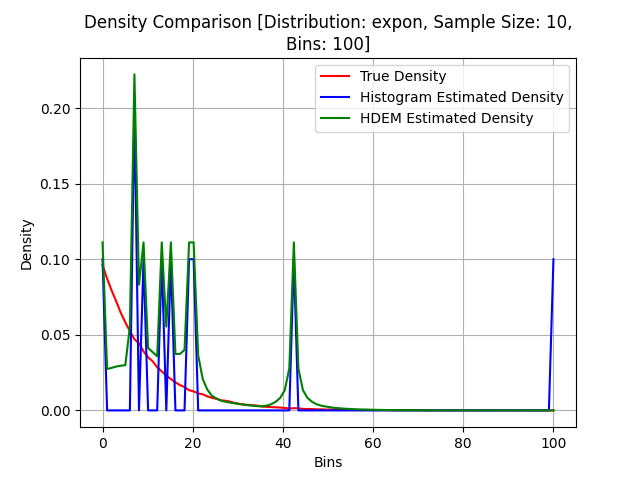 Density Comparison [Distribution: expon, Sample Size: 10,
Bins: 100]
True Density
Histogram Estimated Density
HDEM Estimated Density
Density
0.20
0.15
0.10
0.05
0.00
0 20 40 60 80 100
Bins